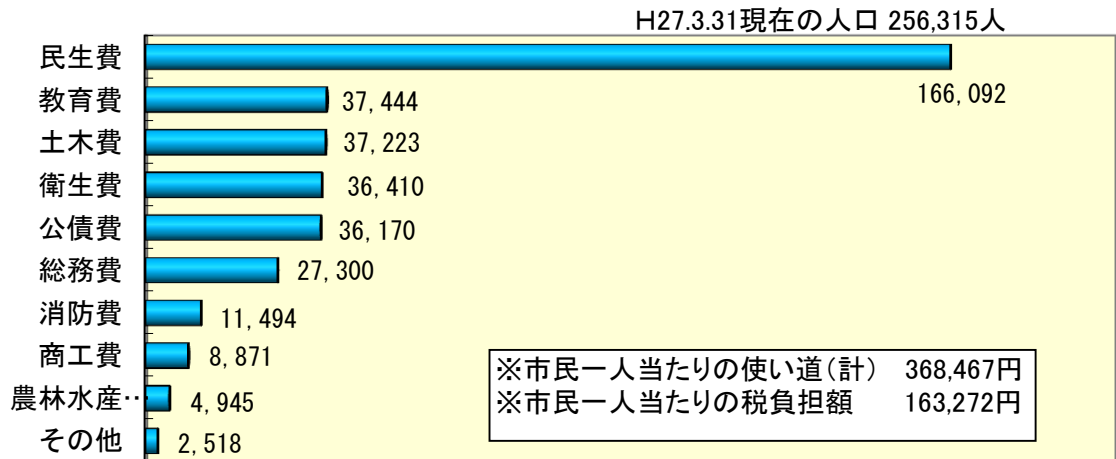 H27.3.31現在の人口 256,315人
民生費 166,092
教育費 37,444
土木費 37,223
衛生費 36,410
公債費 36,170
総務費 27,300
消防費 11,494
商工費 8,871
農林水産… 4,945
その他 2,518
※市民一人当たりの使い道(計) 368,467円
※市民一人当たりの税負担額 163,272円